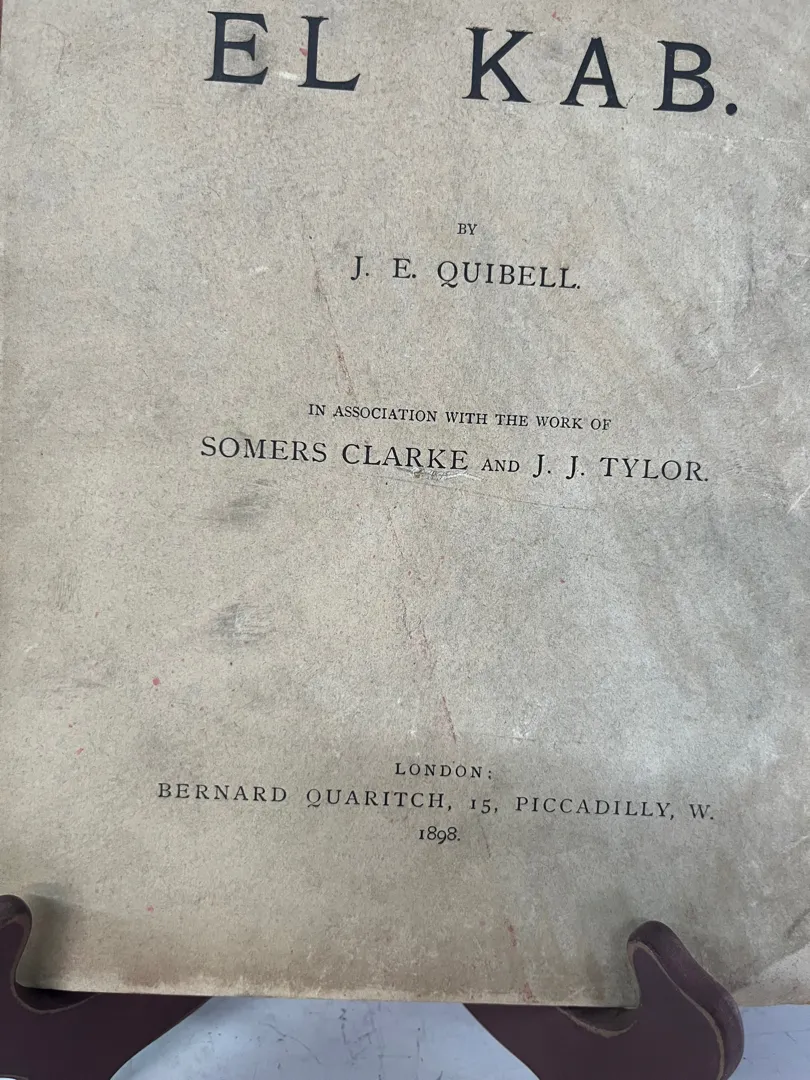 EL KAB.
BY
J. E. QUIBELL.
IN ASSOCIATION WITH THE WORK OF
SOMERS CLARKE AND J. J. TYLOR.
LONDON:
BERNARD QUARITCH, 15, PICCADILLY, W.
1898.